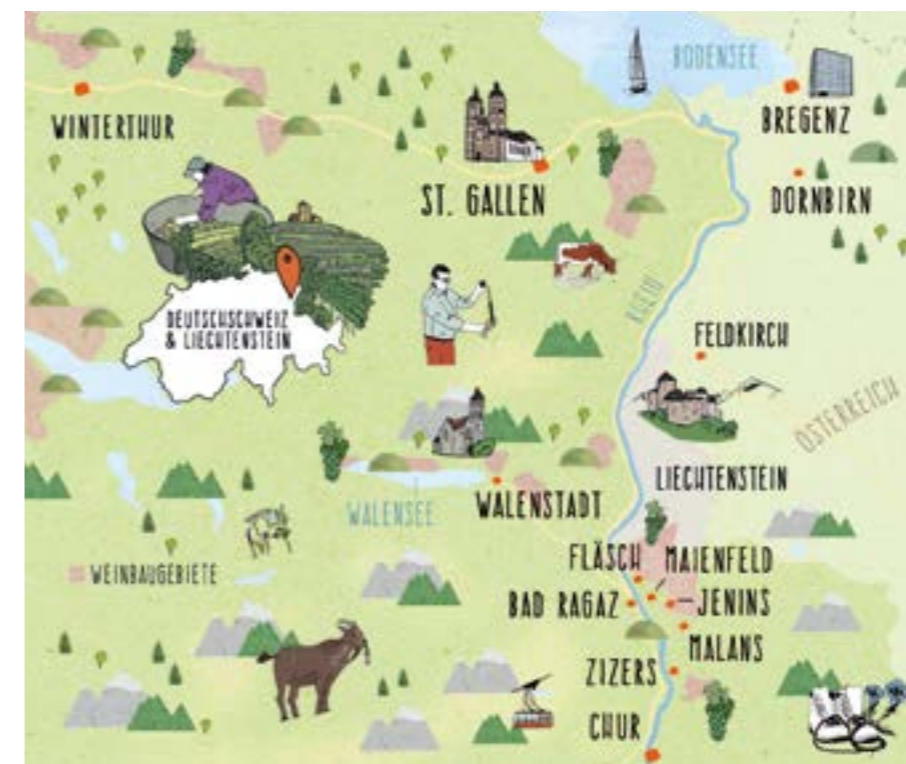 BODENSEE
BREGENZ
WINTERTHUR
ST. GALLEN
DORNBIRN
RHEIN
DEUTSCHSCHWEIZ
& LIECHTENSTEIN
FELDKIRCH
ÖSTERREICH
LIECHTENSTEIN
WALENSEE
WALENSTADT
FLÄSCH
MAIENFELD
WEINBAUGEBIETE
BAD RAGAZ
JENINS
MALANS
ZIZERS
CHUR